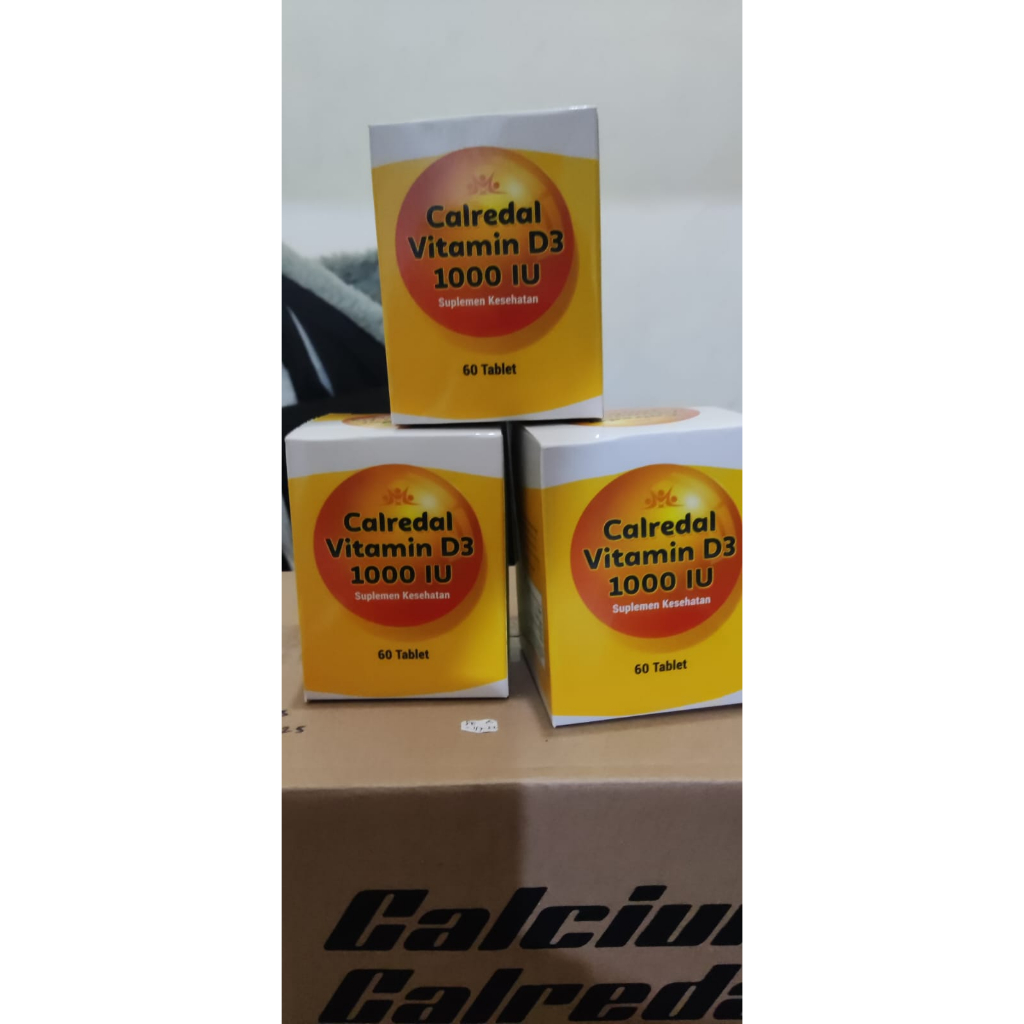 Calredal
Vitamin D3
1000 IU
Suplemen Kesehatan
60 Tablet
Calredal
Vitamin D3
1000 IU
Suplemen Kesehatan
60 Tablet
Calredal
Vitamin D3
1000 IU
Suplemen Kesehatan
60 Tablet